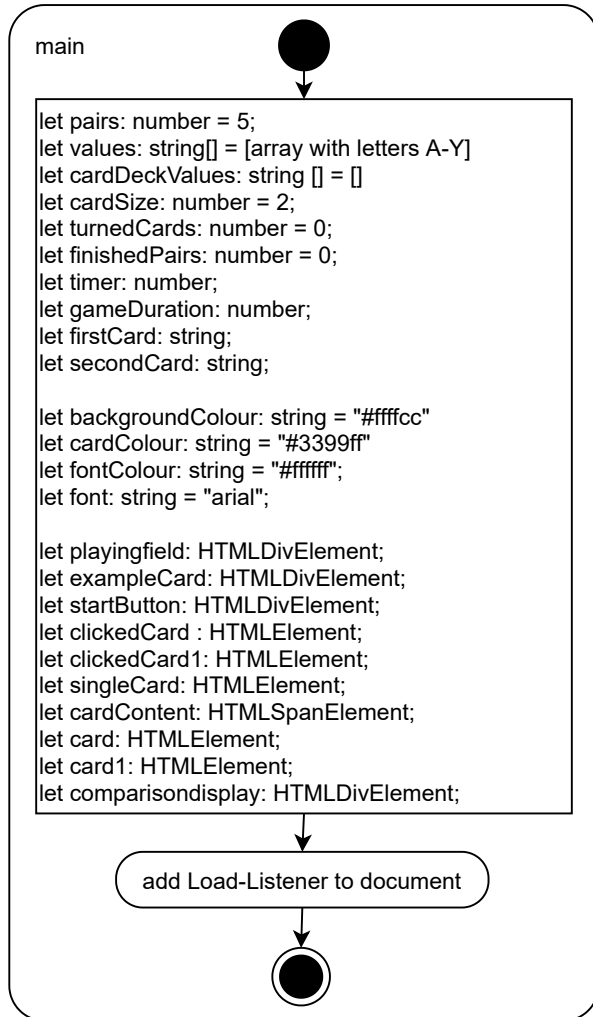 main
let pairs: number = 5;
let values: string[] = [array with letters A-Y]
let cardDeckValues: string [] = []
let cardSize: number = 2;
let turnedCards: number = 0;
let finishedPairs: number = 0;
let timer: number;
let gameDuration: number;
let firstCard: string;
let secondCard: string;
let backgroundColour: string = "#ffffcc"
let cardColour: string = "#3399ff"
let fontColour: string = "#ffffff";
let font: string = "arial";
let playingfield: HTMLDivElement;
let exampleCard: HTMLDivElement;
let startButton: HTMLDivElement;
let clickedCard : HTMLElement;
let clickedCard1: HTMLElement;
let singleCard: HTMLElement;
let cardContent: HTMLSpanElement;
let card: HTMLElement;
let card1: HTMLElement;
let comparisondisplay: HTMLDivElement;
add Load-Listener to document